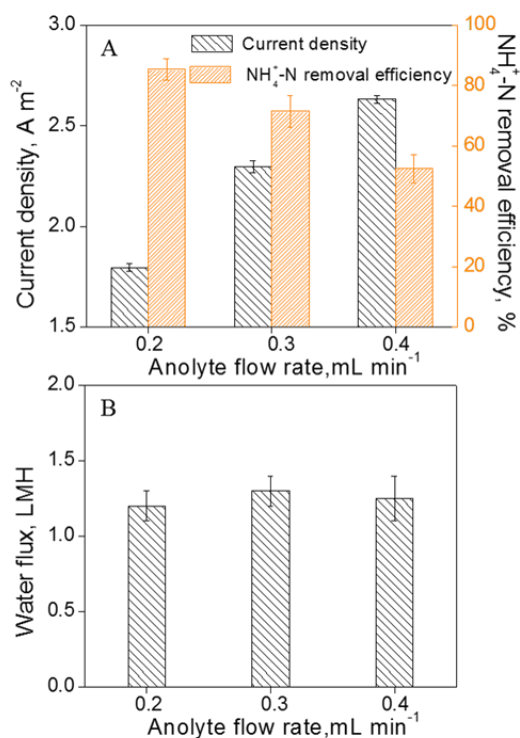 A
Current density
NH₄⁺-N removal efficiency
Current density, A m⁻²
3.0
2.5
2.0
1.5
NH₄⁺-N removal efficiency, %
100
80
60
40
20
0
0.2 0.3 0.4
Anolyte flow rate,mL min⁻¹
B
Water flux, LMH
2.0
1.5
1.0
0.5
0.0
0.2 0.3 0.4
Anolyte flow rate,mL min⁻¹